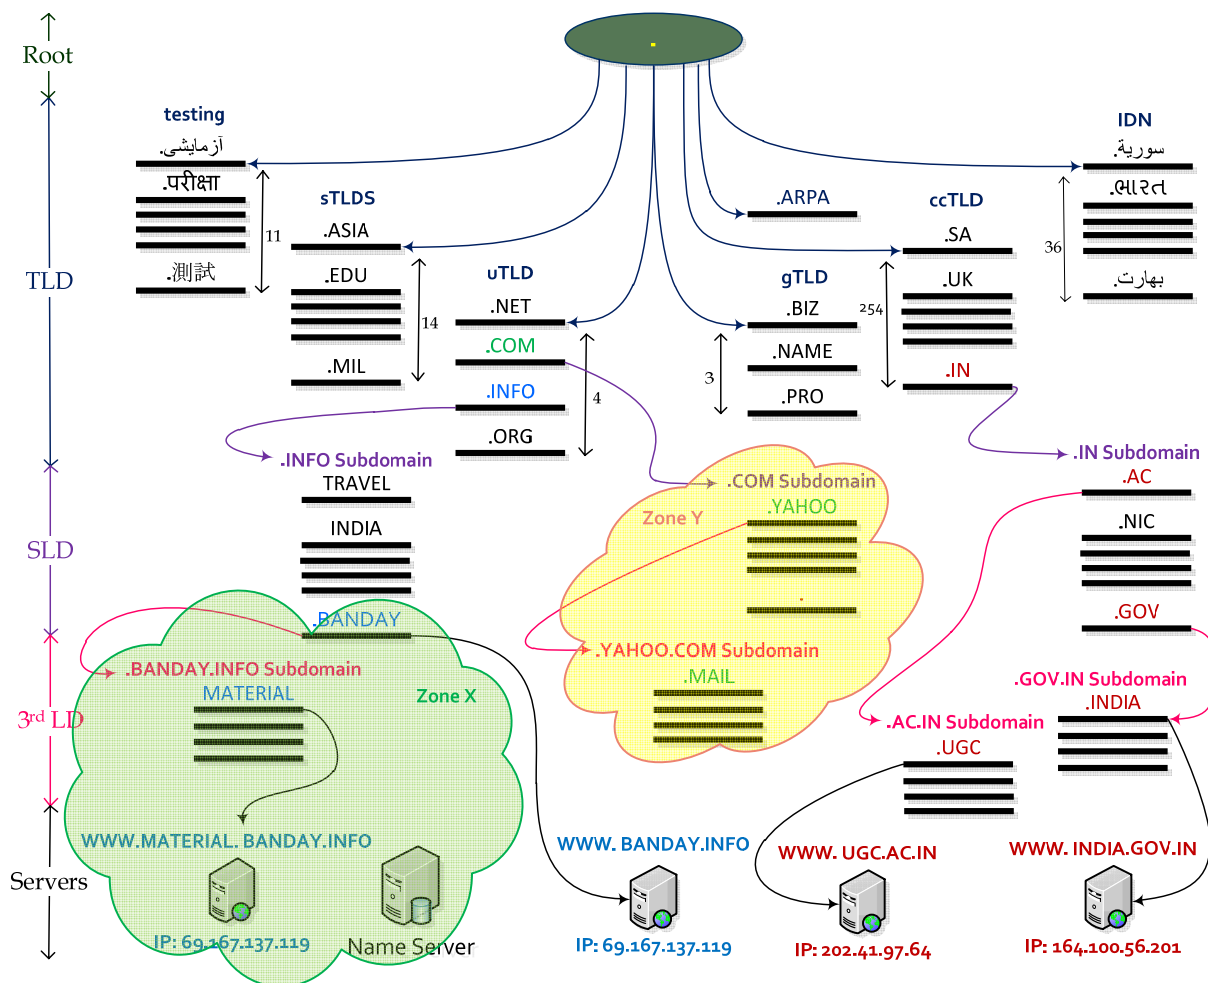 .
Root
testing
IDN
.آزمایشی
.سورية
.परीक्षा
.ભારત
sTLDS
.ARPA
ccTLD
.ASIA
.SA
11
36
.測試
.EDU
uTLD
gTLD
.UK
.بھارت
TLD
.NET
.BIZ
254
14
.COM
.NAME
.MIL
.IN
3
.INFO
4
.PRO
.ORG
.INFO Subdomain
.IN Subdomain
TRAVEL
.COM Subdomain
.AC
.YAHOO
Zone Y
INDIA
.NIC
SLD
.BANDAY
.GOV
.YAHOO.COM Subdomain
.BANDAY.INFO Subdomain
.MAIL
.GOV.IN Subdomain
MATERIAL
Zone X
.INDIA
3rd LD
.AC.IN Subdomain
.UGC
WWW.MATERIAL. BANDAY.INFO
WWW. BANDAY.INFO
WWW. UGC.AC.IN
WWW. INDIA.GOV.IN
Servers
IP: 69.167.137.119
Name Server
IP: 69.167.137.119
IP: 202.41.97.64
IP: 164.100.56.201